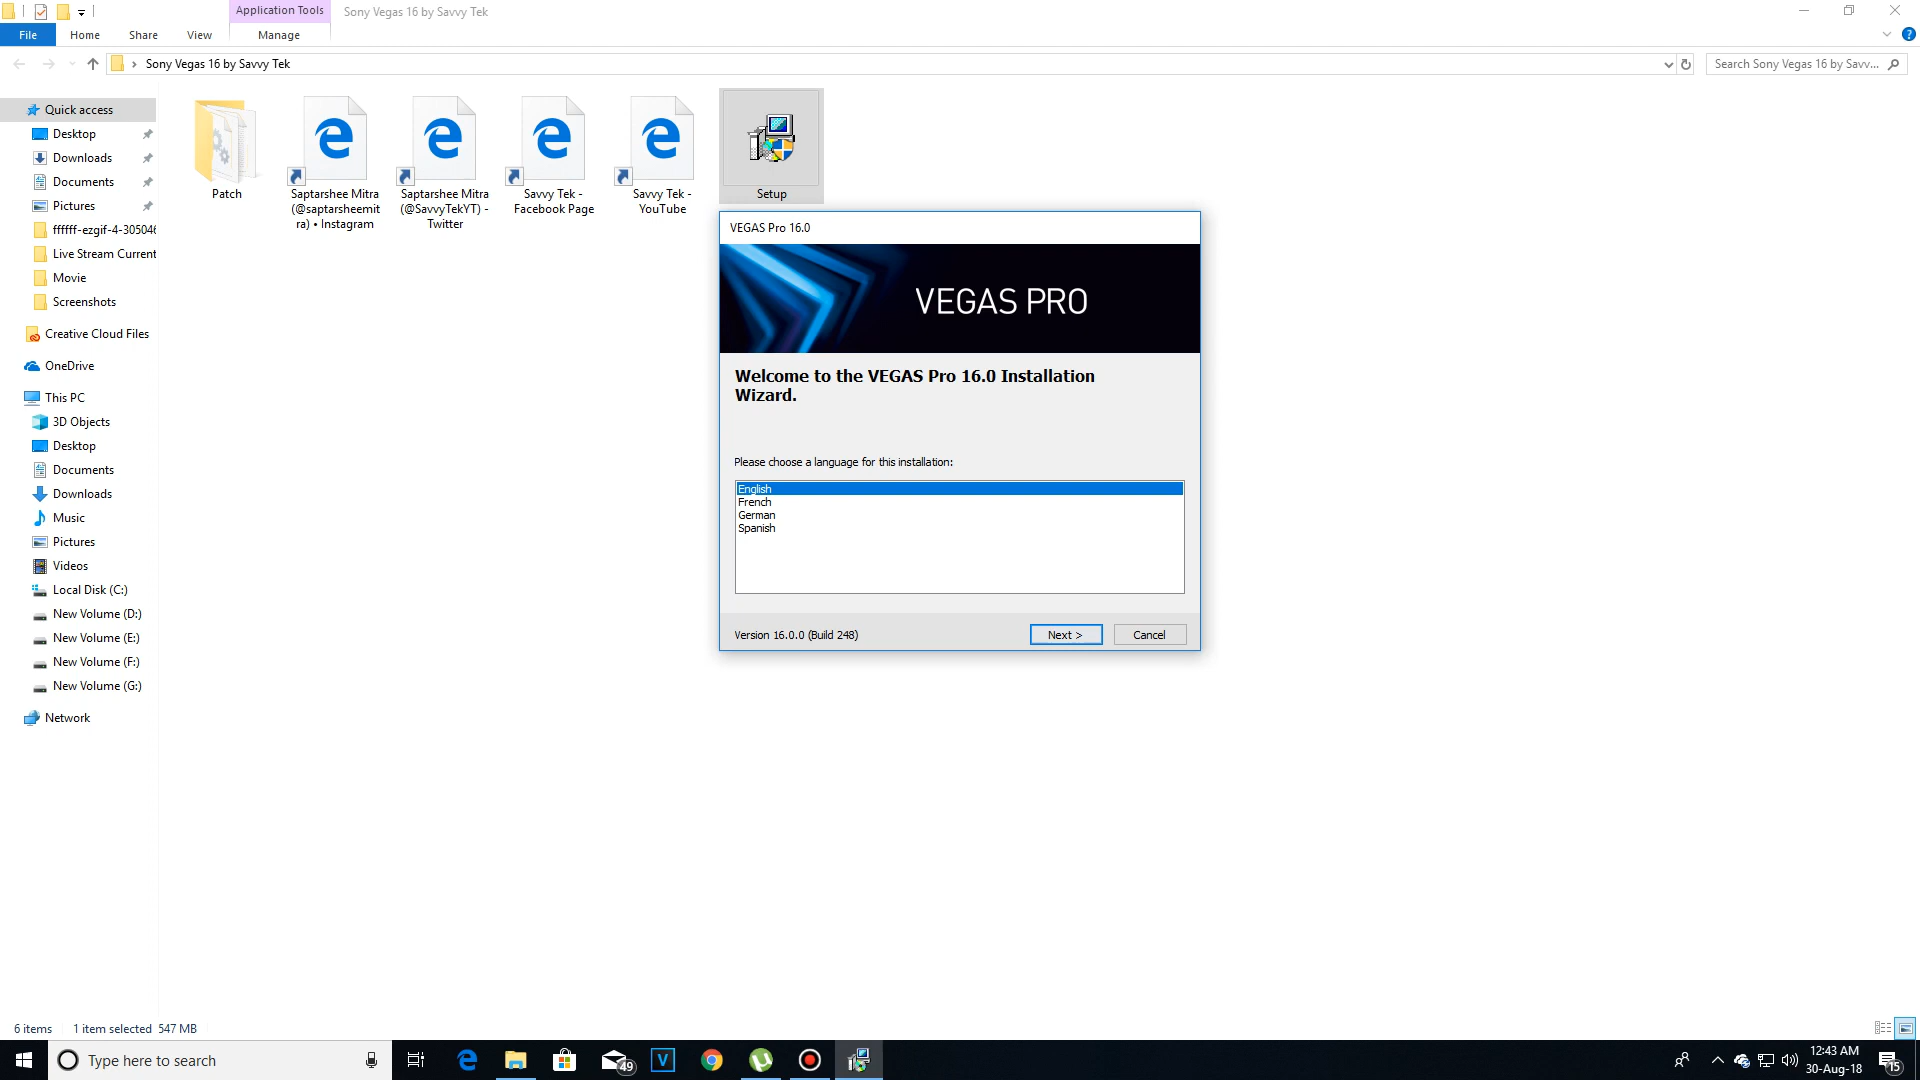 Application Tools
Sony Vegas 16 by Savvy Tek
File
Home
Share
View
Manage
Sony Vegas 16 by Savvy Tek
Search Sony Vegas 16 by Savv...
Quick access
Desktop
Downloads
Documents
Pictures
ffffff-ezgif-4-305046
Live Stream Current
Movie
Screenshots
Creative Cloud Files
OneDrive
This PC
3D Objects
Desktop
Documents
Downloads
Music
Pictures
Videos
Local Disk (C:)
New Volume (D:)
New Volume (E:)
New Volume (F:)
New Volume (G:)
Network
Patch
Saptarshee Mitra
(@saptarsheemit
ra) • Instagram
Saptarshee Mitra
(@SavvyTekYT) -
Twitter
Savvy Tek -
Facebook Page
Savvy Tek -
YouTube
Setup
VEGAS Pro 16.0
VEGAS PRO
Welcome to the VEGAS Pro 16.0 Installation
Wizard.
Please choose a language for this installation:
English
French
German
Spanish
Version 16.0.0 (Build 248)
Next >
Cancel
6 items
1 item selected 547 MB
Type here to search
49
V
12:43 AM
30-Aug-18
15